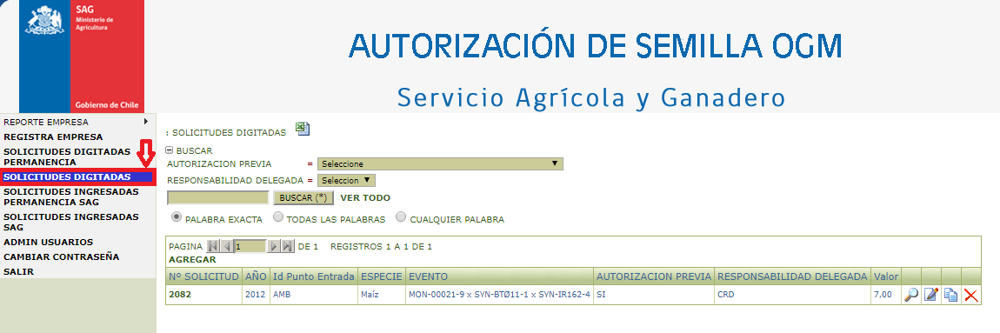 SAG
Ministerio de
Agricultura
Gobierno de Chile
AUTORIZACIÓN DE SEMILLA OGM
Servicio Agrícola y Ganadero
REPORTE EMPRESA
REGISTRA EMPRESA
SOLICITUDES DIGITADAS
PERMANENCIA
SOLICITUDES DIGITADAS
SOLICITUDES INGRESADAS
PERMANENCIA SAG
SOLICITUDES INGRESADAS
SAG
ADMIN USUARIOS
CAMBIAR CONTRASEÑA
SALIR
: SOLICITUDES DIGITADAS
BUSCAR
AUTORIZACION PREVIA = Seleccione
RESPONSABILIDAD DELEGADA = Seleccion
BUSCAR (*) VER TODO
PALABRA EXACTA TODAS LAS PALABRAS CUALQUIER PALABRA
PAGINA 1 DE 1 REGISTROS 1 A 1 DE 1
AGREGAR
Nº SOLICITUD AÑO Id Punto Entrada ESPECIE EVENTO AUTORIZACION PREVIA RESPONSABILIDAD DELEGADA Valor
2082 2012 AMB Maíz MON-00021-9 x SYN-BTØ11-1 x SYN-IR162-4 SI CRD 7,00